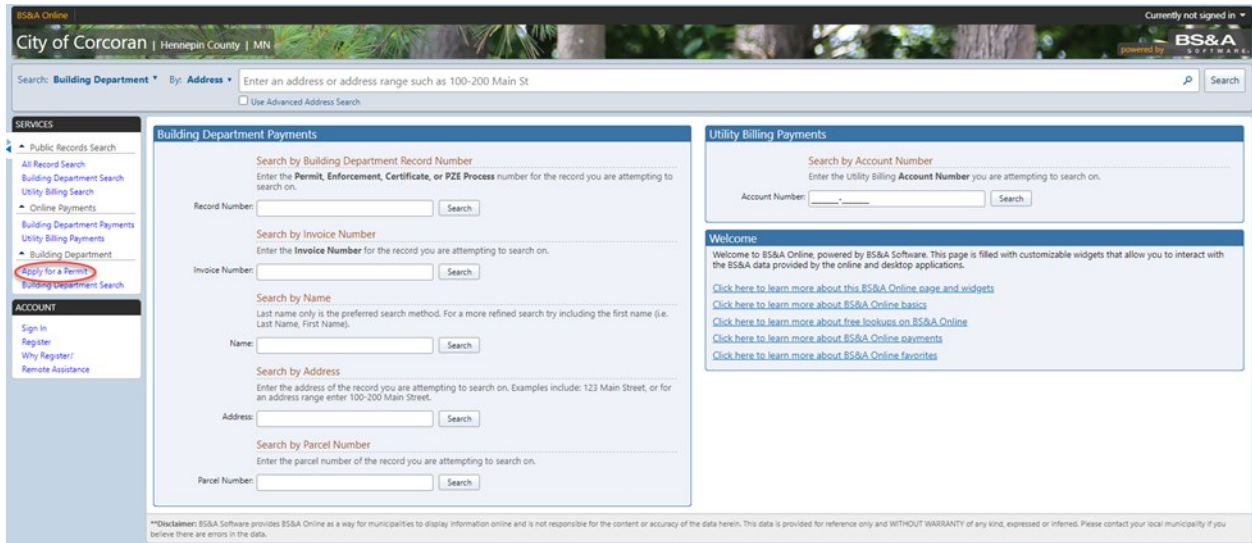 BS&A Online
Currently not signed in
City of Corcoran | Hennepin County | MN
powered by BS&A SOFTWARE
Search: Building Department By: Address Enter an address or address range such as 100-200 Main St Search
Use Advanced Address Search
SERVICES
Public Records Search
All Record Search
Building Department Search
Utility Billing Search
Online Payments
Building Department Payments
Utility Billing Payments
Building Department
Apply for a Permit
Building Department Search
ACCOUNT
Sign In
Register
Why Register?
Remote Assistance
Building Department Payments
Search by Building Department Record Number
Enter the Permit, Enforcement, Certificate, or PZE Process number for the record you are attempting to
search on.
Record Number: Search
Search by Invoice Number
Enter the Invoice Number for the record you are attempting to search on.
Invoice Number: Search
Search by Name
Last name only is the preferred search method. For a more refined search try including the first name (i.e.
Last Name, First Name).
Name: Search
Search by Address
Enter the address of the record you are attempting to search on. Examples include: 123 Main Street, or for
an address range enter 100-200 Main Street.
Address: Search
Search by Parcel Number
Enter the parcel number of the record you are attempting to search on.
Parcel Number: Search
Utility Billing Payments
Search by Account Number
Enter the Utility Billing Account Number you are attempting to search on.
Account Number: ______-______ Search
Welcome
Welcome to BS&A Online, powered by BS&A Software. This page is filled with customizable widgets that allow you to interact with
the BS&A data provided by the online and desktop applications.
Click here to learn more about this BS&A Online page and widgets
Click here to learn more about BS&A Online basics
Click here to learn more about free lookups on BS&A Online
Click here to learn more about BS&A Online payments
Click here to learn more about BS&A Online favorites
**Disclaimer: BS&A Software provides BS&A Online as a way for municipalities to display information online and is not responsible for the content or accuracy of the data herein. This data is provided for reference only and WITHOUT WARRANTY of any kind, expressed or inferred. Please contact your local municipality if you
believe there are errors in the data.